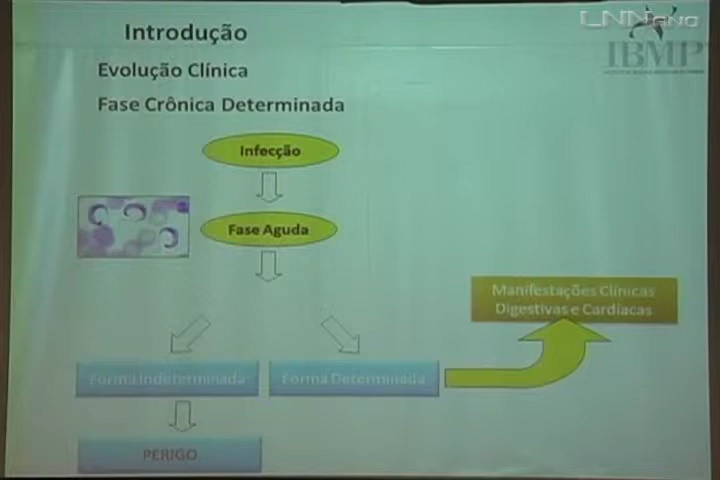 LNNano
Introdução
IBMP
Evolução Clínica
Fase Crônica Determinada
Infecção
Fase Aguda
Manifestações Clínicas
Digestivas e Cardíacas
Forma Indeterminada
Forma Determinada
PERIGO